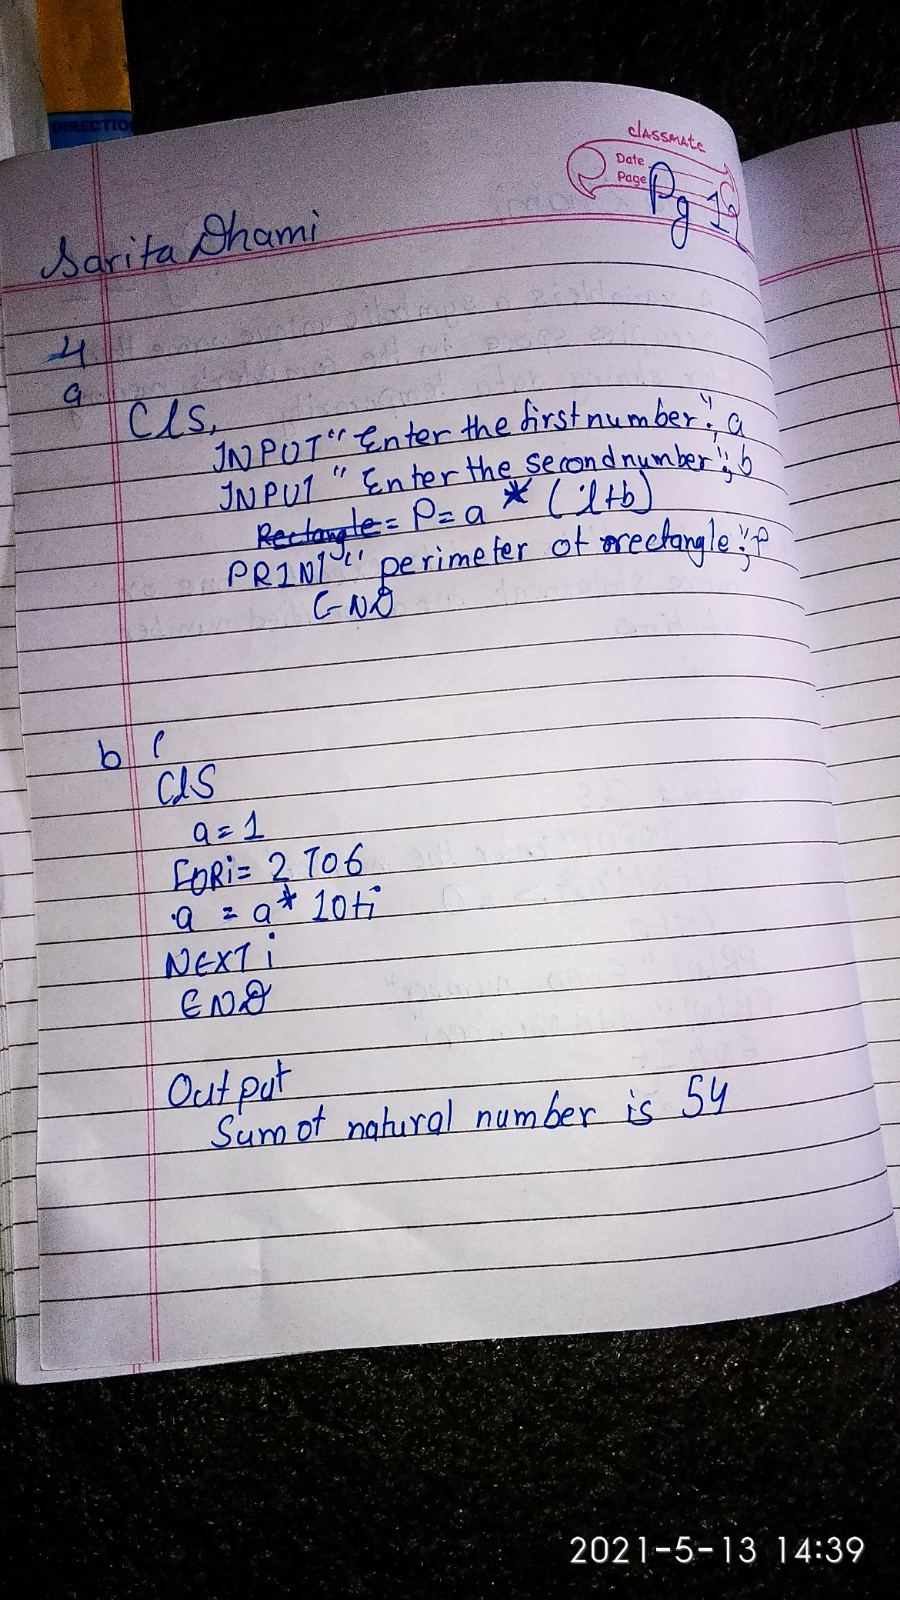 DIRECTIO
classmate
Date
Page
Pg 19
Sarita Dhami
4
a
Cls,
INPUT "Enter the first number"; a
INPUT "Enter the second number"; b
Rectangle = P = a * (l+b)
PRINT "perimeter of rectangle"; P
END
b
ClS
a = 1
FOR i = 2 TO 6
a = a * 10 + i
NEXT i
END
Output
Sum of natural number is 54
2021-5-13 14:39